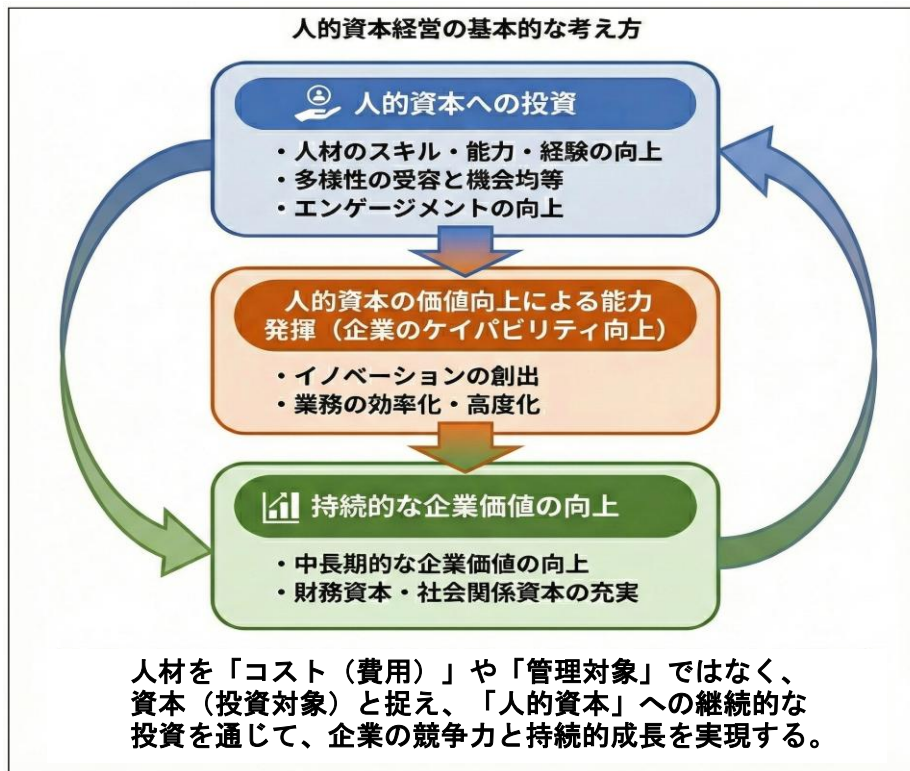 人的資本経営の基本的な考え方
人的資本への投資
・人材のスキル・能力・経験の向上
・多様性の受容と機会均等
・エンゲージメントの向上
人的資本の価値向上による能力
発揮（企業のケイパビリティ向上）
・イノベーションの創出
・業務の効率化・高度化
持続的な企業価値の向上
・中長期的な企業価値の向上
・財務資本・社会関係資本の充実
人材を「コスト（費用）」や「管理対象」ではなく、
資本（投資対象）と捉え、「人的資本」への継続的な
投資を通じて、企業の競争力と持続的成長を実現する。